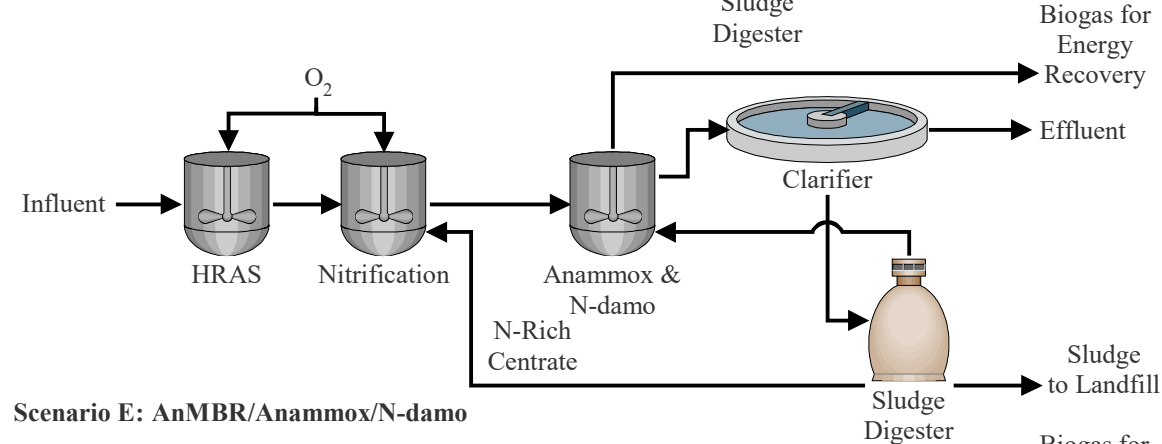 Sludge
Digester
Biogas for
Energy
Recovery
O2
Effluent
Clarifier
Influent
HRAS
Nitrification
Anammox &
N-damo
N-Rich
Centrate
Sludge
to Landfill
Sludge
Digester
Scenario E: AnMBR/Anammox/N-damo
Biogas for